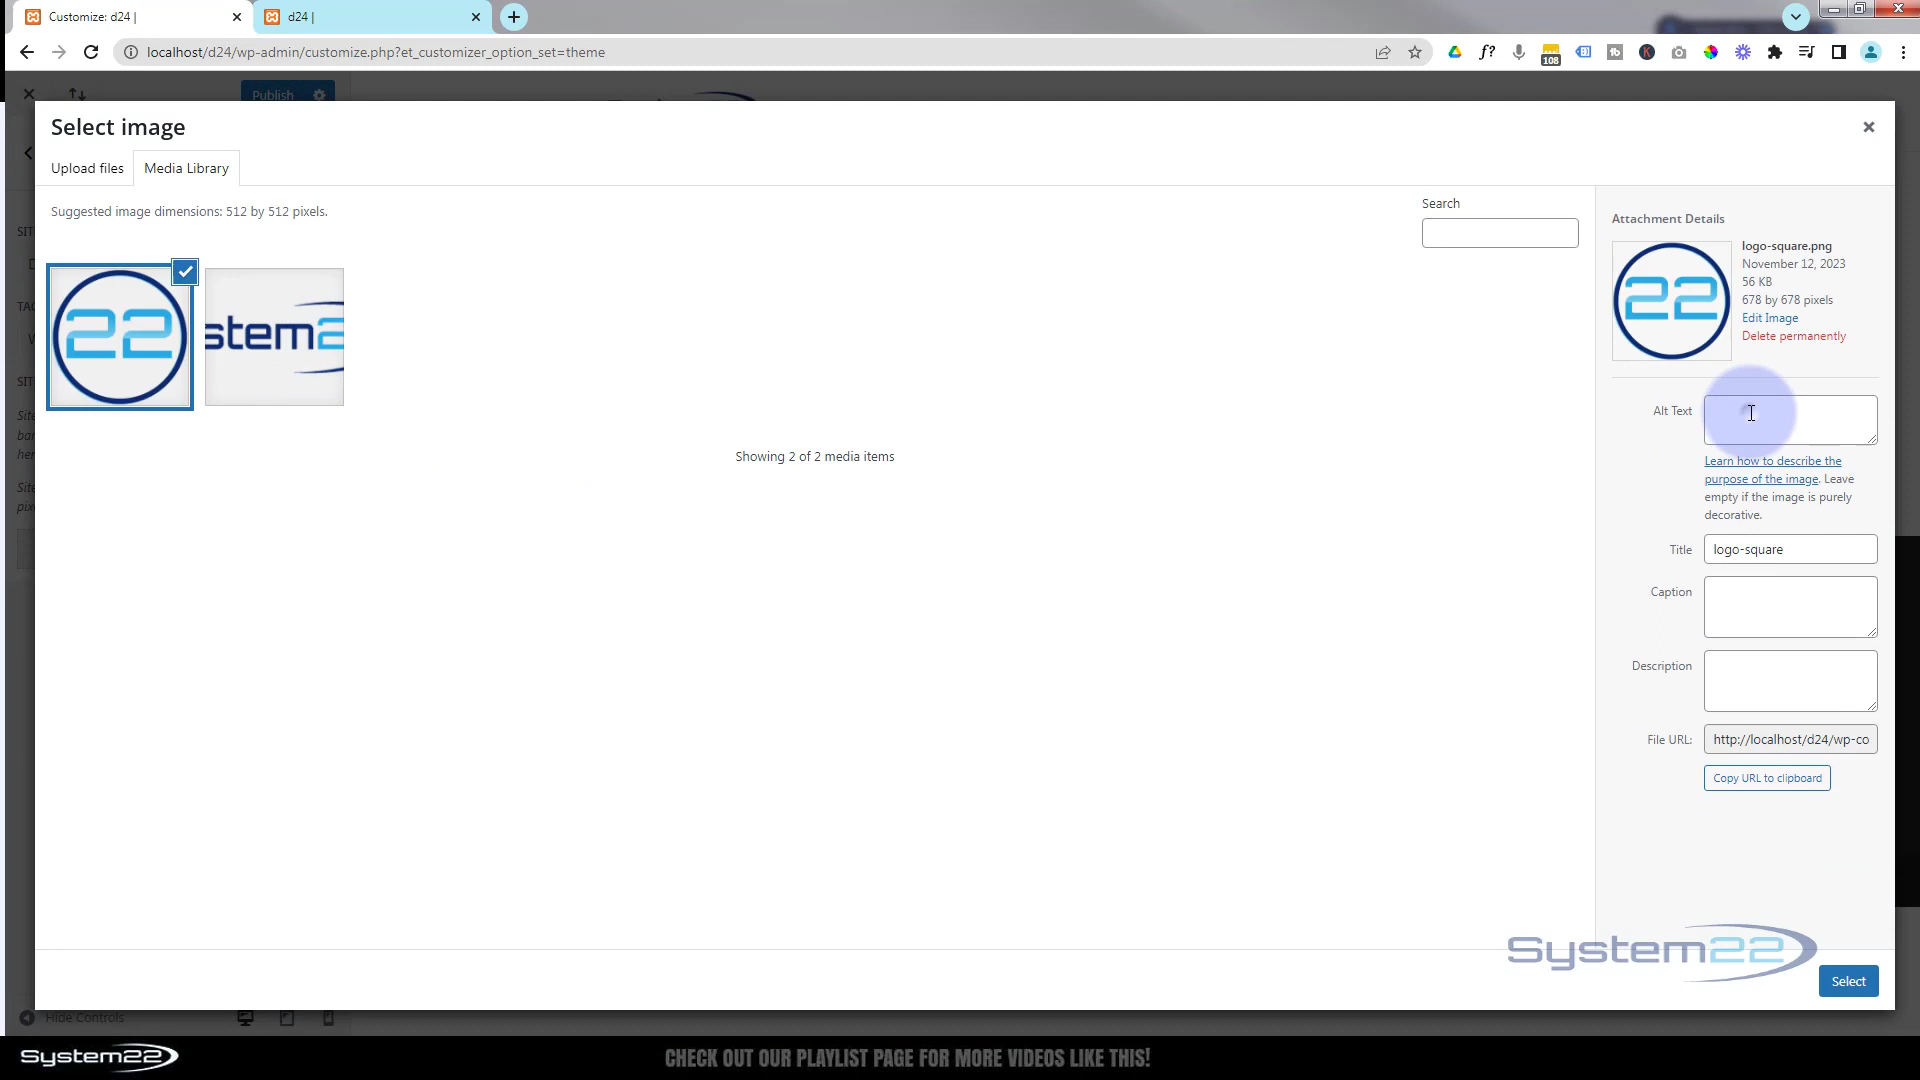 Customize: d24 |
d24 |
localhost/d24/wp-admin/customize.php?et_customizer_option_set=theme
108
Publish
Select image
Upload files
Media Library
Suggested image dimensions: 512 by 512 pixels.
Search
Attachment Details
logo-square.png
November 12, 2023
56 KB
678 by 678 pixels
Edit Image
Delete permanently
22
22
stem2
Alt Text
Learn how to describe the
purpose of the image. Leave
empty if the image is purely
decorative.
Showing 2 of 2 media items
Title
logo-square
Caption
Description
File URL:
http://localhost/d24/wp-co
Copy URL to clipboard
System22
Select
Hide Controls
System22
CHECK OUT OUR PLAYLIST PAGE FOR MORE VIDEOS LIKE THIS!